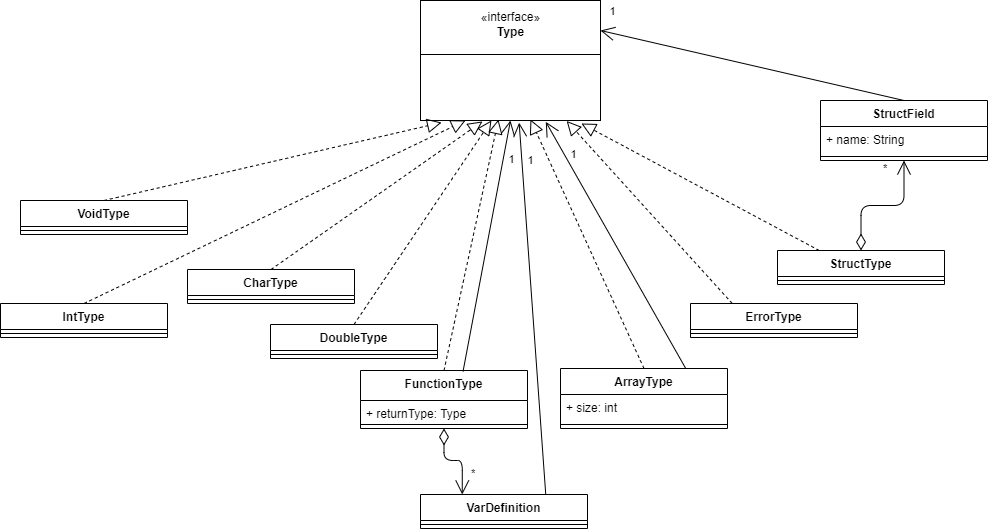 «interface»
Type
1
StructField
+ name: String
*
1
1
1
VoidType
StructType
CharType
IntType
ErrorType
DoubleType
FunctionType
+ returnType: Type
ArrayType
+ size: int
*
VarDefinition